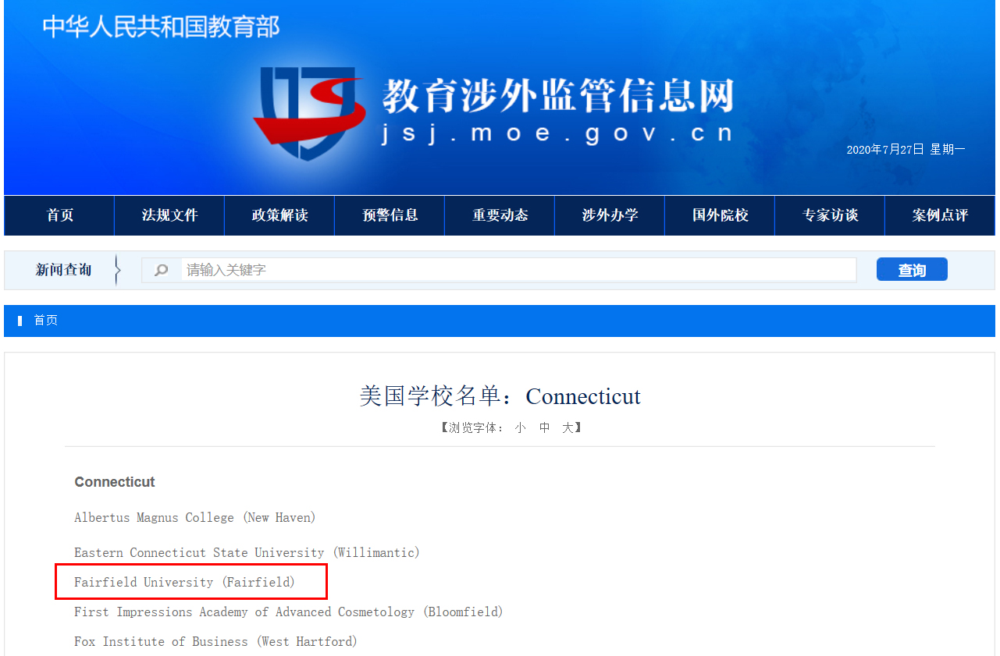 中华人民共和国教育部
教育涉外监管信息网
jsj.moe.gov.cn
2020年7月27日 星期一
首页 法规文件 政策解读 预警信息 重要动态 涉外办学 国外院校 专家访谈 案例点评
新闻查询 请输入关键字 查询
首页
美国学校名单：Connecticut
【浏览字体： 小 中 大】
Connecticut
Albertus Magnus College (New Haven)
Eastern Connecticut State University (Willimantic)
Fairfield University (Fairfield)
First Impressions Academy of Advanced Cosmetology (Bloomfield)
Fox Institute of Business (West Hartford)